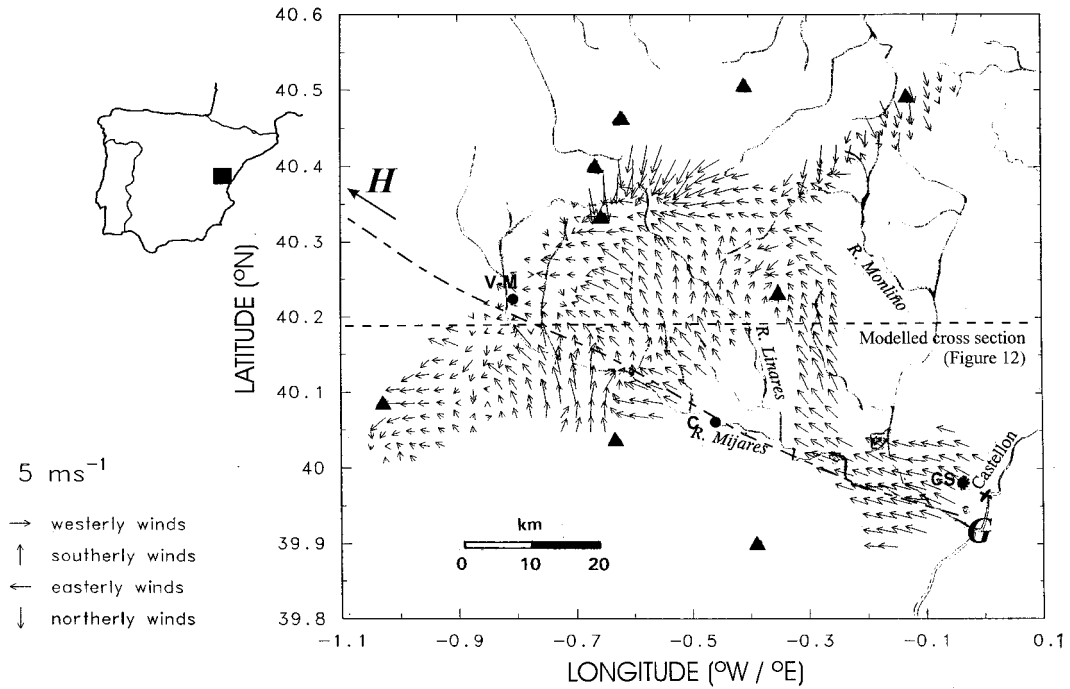 40.6
40.5
40.4
40.3
40.2
40.1
40
39.9
39.8
LATITUDE (°N)
H
V M
R. Monliño
Modelled cross section
(Figure 12)
R. Linares
C
R. Mijares
GS
Castellon
G
km
0 10 20
5 ms⁻¹
westerly winds
southerly winds
easterly winds
northerly winds
-1.1 -0.9 -0.7 -0.5 -0.3 -0.1 0.1
LONGITUDE (°W / °E)